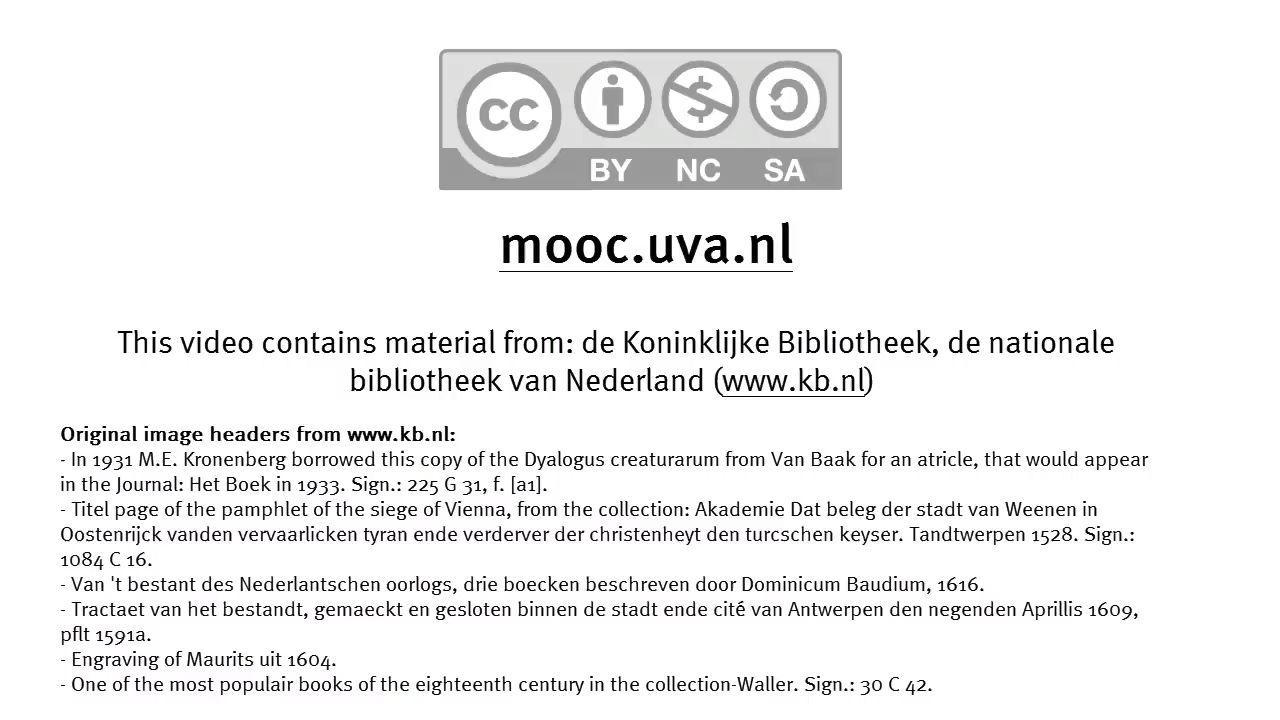 CC BY NC SA
mooc.uva.nl
This video contains material from: de Koninklijke Bibliotheek, de nationale
bibliotheek van Nederland (www.kb.nl)
Original image headers from www.kb.nl:
- In 1931 M.E. Kronenberg borrowed this copy of the Dyalogus creaturarum from Van Baak for an atricle, that would appear
in the Journal: Het Boek in 1933. Sign.: 225 G 31, f. [a1].
- Titel page of the pamphlet of the siege of Vienna, from the collection: Akademie Dat beleg der stadt van Weenen in
Oostenrijck vanden vervaarlicken tyran ende verderver der christenheyt den turcschen keyser. Tandtwerpen 1528. Sign.:
1084 C 16.
- Van 't bestant des Nederlantschen oorlogs, drie boecken beschreven door Dominicum Baudium, 1616.
- Tractaet van het bestandt, gemaeckt en gesloten binnen de stadt ende cité van Antwerpen den negenden Aprillis 1609,
pflt 1591a.
- Engraving of Maurits uit 1604.
- One of the most populair books of the eighteenth century in the collection-Waller. Sign.: 30 C 42.